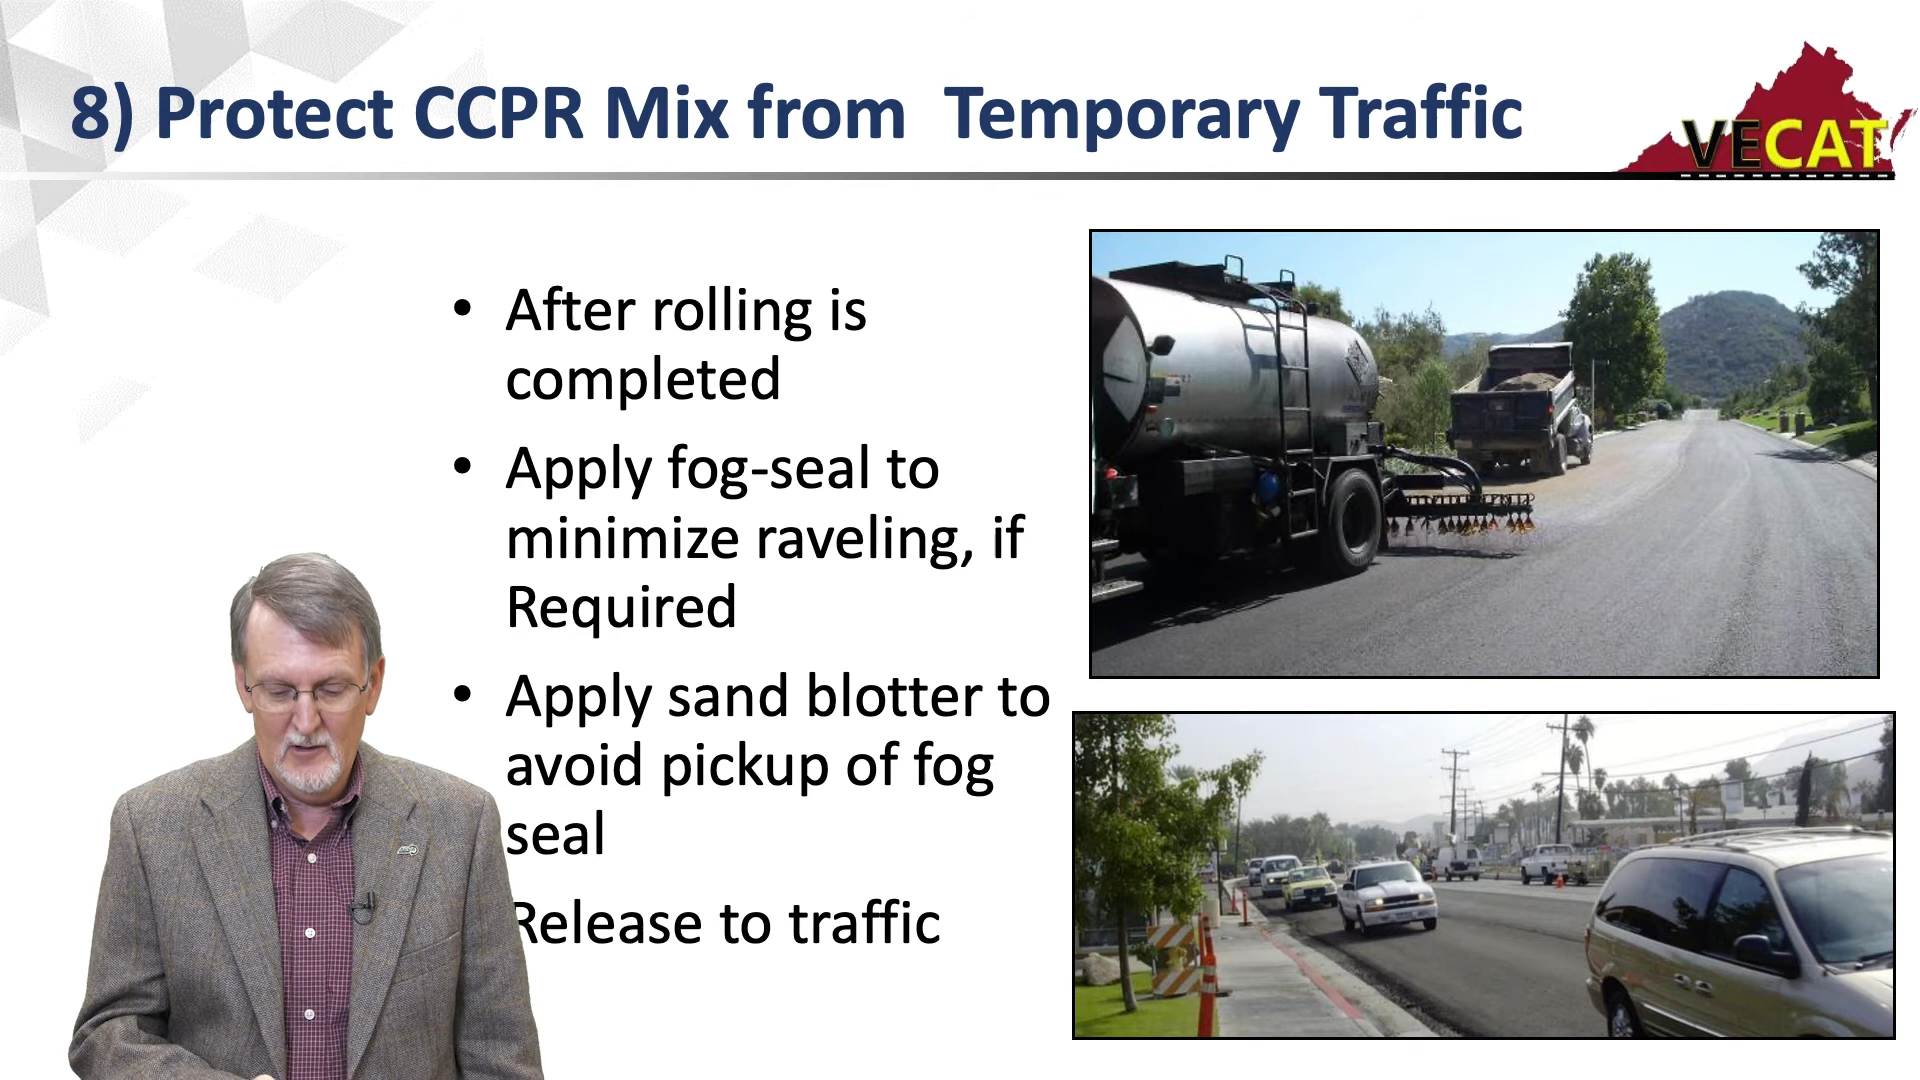 8) Protect CCPR Mix from  Temporary Traffic
VECAT
• After rolling is
completed
• Apply fog-seal to
minimize raveling, if
Required
• Apply sand blotter to
avoid pickup of fog
seal
Release to traffic